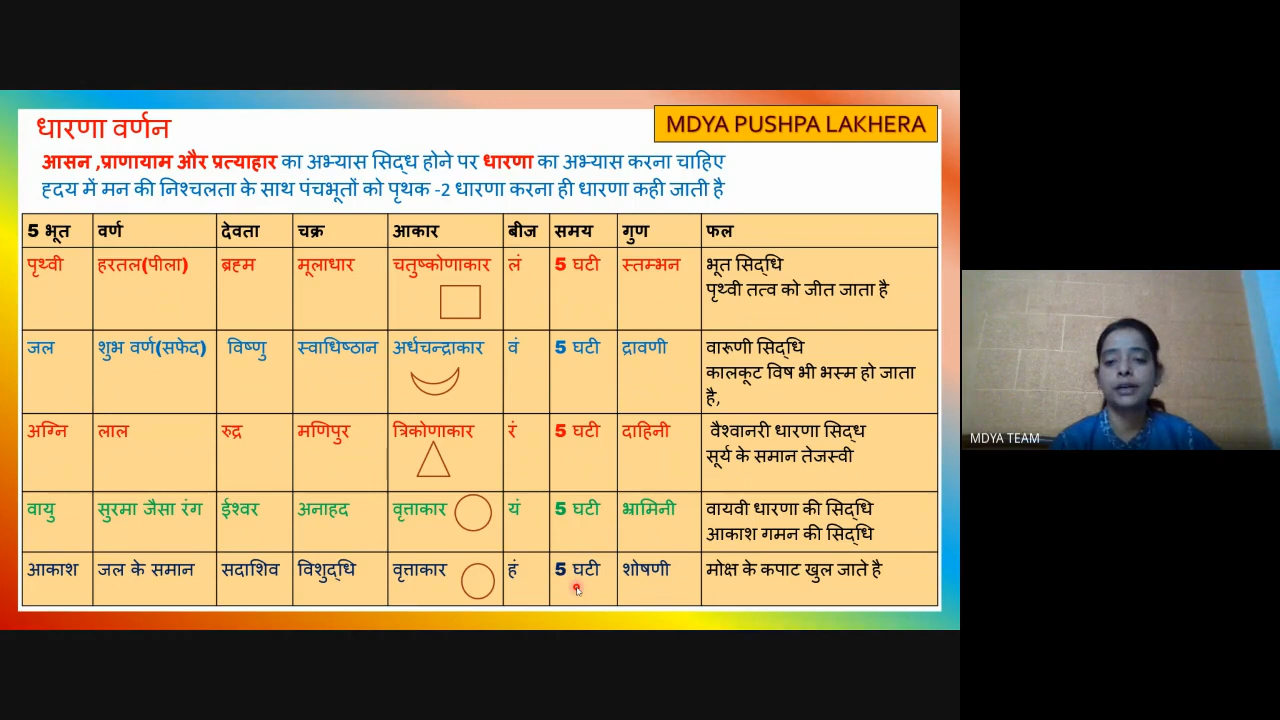 धारणा वर्णन
MDYA PUSHPA LAKHERA
आसन ,प्राणायाम और प्रत्याहार का अभ्यास सिद्ध होने पर धारणा का अभ्यास करना चाहिए
ह्दय में मन की निश्चलता के साथ पंचभूतों को पृथक -2 धारणा करना ही धारणा कही जाती है
5 भूत वर्ण देवता चक्र आकार बीज समय गुण फल
पृथ्वी हरतल(पीला) ब्रह्म मूलाधार चतुष्कोणाकार लं 5 घटी स्तम्भन भूत सिद्धि
पृथ्वी तत्व को जीत जाता है
जल शुभ वर्ण(सफेद) विष्णु स्वाधिष्ठान अर्धचन्द्राकार वं 5 घटी द्रावणी वारूणी सिद्धि
कालकूट विष भी भस्म हो जाता
है,
अग्नि लाल रुद्र मणिपुर त्रिकोणाकार रं 5 घटी दाहिनी वैश्वानरी धारणा सिद्ध
सूर्य के समान तेजस्वी
वायु सुरमा जैसा रंग ईश्वर अनाहद वृत्ताकार यं 5 घटी भ्रामिनी वायवी धारणा की सिद्धि
आकाश गमन की सिद्धि
आकाश जल के समान सदाशिव विशुद्धि वृत्ताकार हं 5 घटी शोषणी मोक्ष के कपाट खुल जाते है
MDYA TEAM